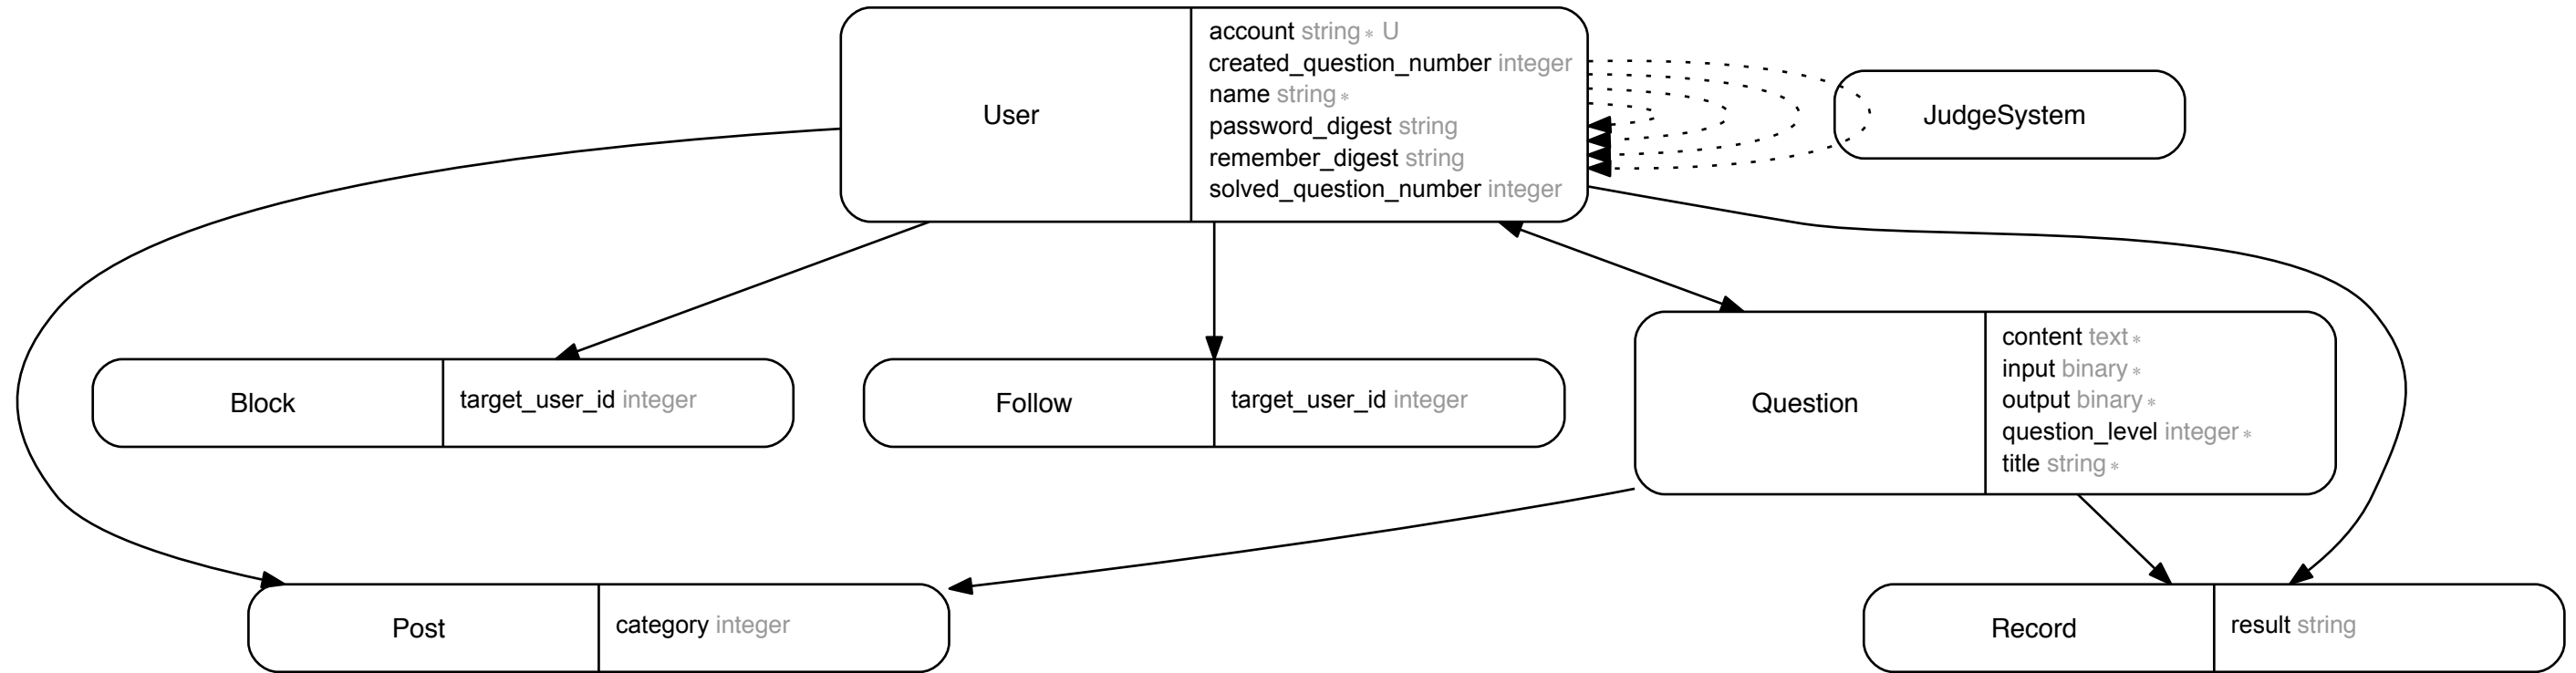 User
account string * U
created_question_number integer
name string *
password_digest string
remember_digest string
solved_question_number integer
JudgeSystem
Block
target_user_id integer
Follow
target_user_id integer
Question
content text *
input binary *
output binary *
question_level integer *
title string *
Post
category integer
Record
result string